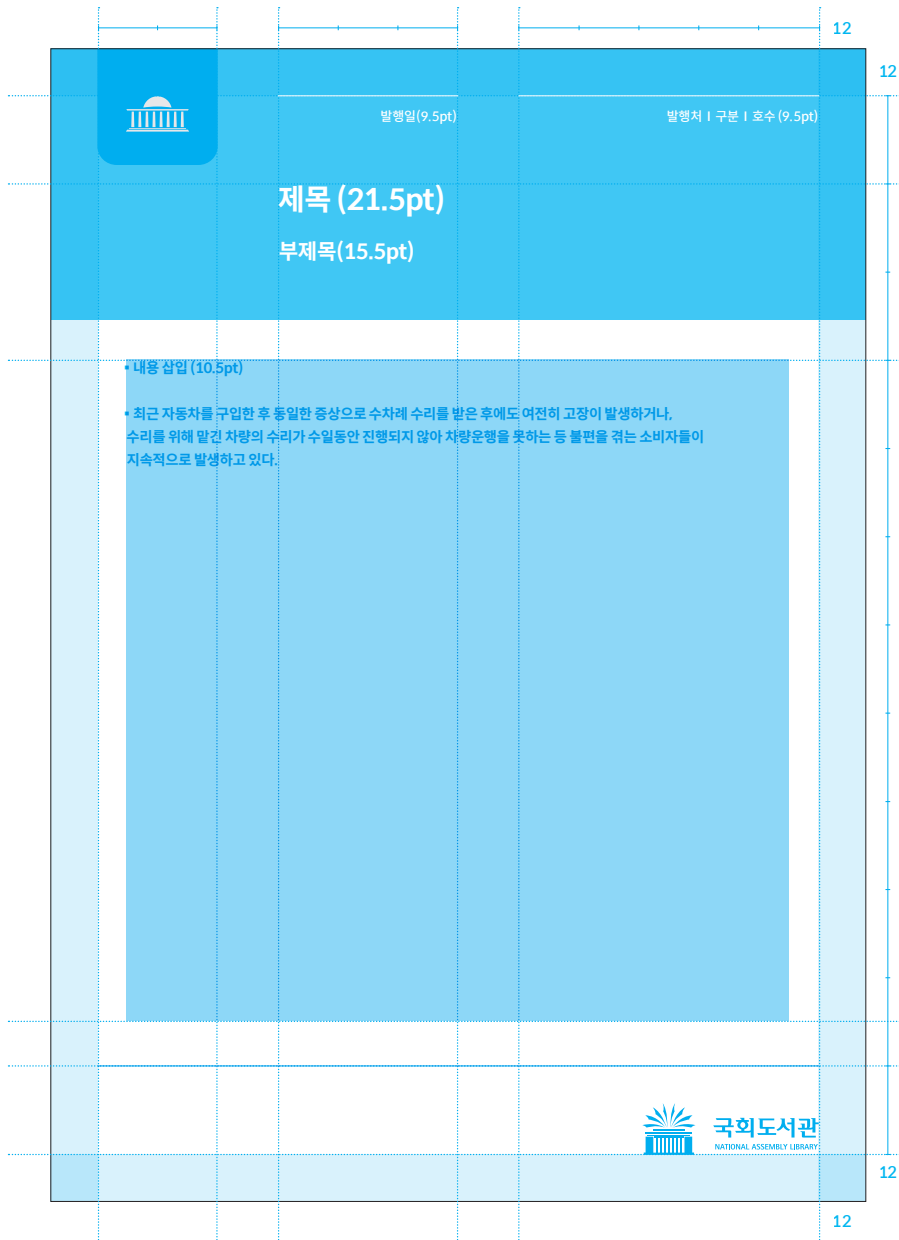 12
12
발행일(9.5pt)
발행처 I 구분 I 호수 (9.5pt)
제목 (21.5pt)
부제목(15.5pt)
• 내용 삽입 (10.5pt)
• 최근 자동차를 구입한 후 동일한 증상으로 수차례 수리를 받은 후에도 여전히 고장이 발생하거나,
수리를 위해 맡긴 차량의 수리가 수일동안 진행되지 않아 차량운행을 못하는 등 불편을 겪는 소비자들이
지속적으로 발생하고 있다.
국회도서관
NATIONAL ASSEMBLY LIBRARY
12
12